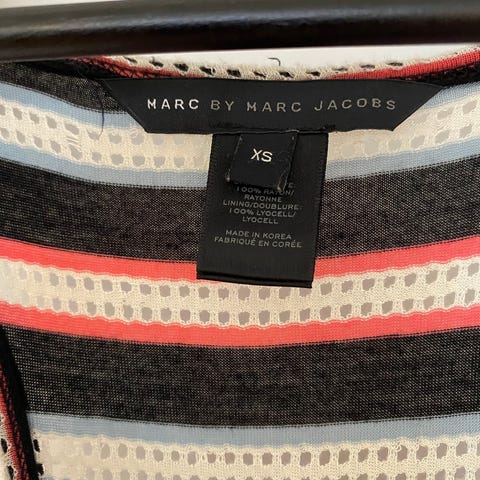 MARC BY MARC JACOBS
XS
100% RAYON/
RAYONNE
LINING/DOUBLURE:
100% LYOCELL/
LYOCELL
MADE IN KOREA
FABRIQUÉ EN CORÉE